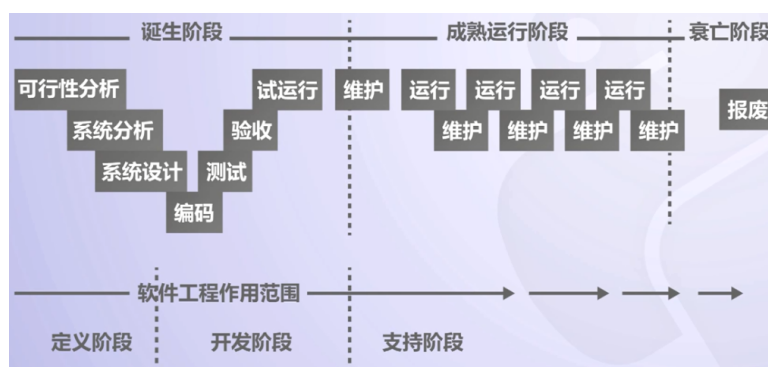 诞生阶段 成熟运行阶段 衰亡阶段
可行性分析 试运行 维护 运行 运行 运行 运行
报废
系统分析 验收 维护 维护 维护 维护
系统设计 测试
编码
软件工程作用范围
定义阶段 开发阶段 支持阶段